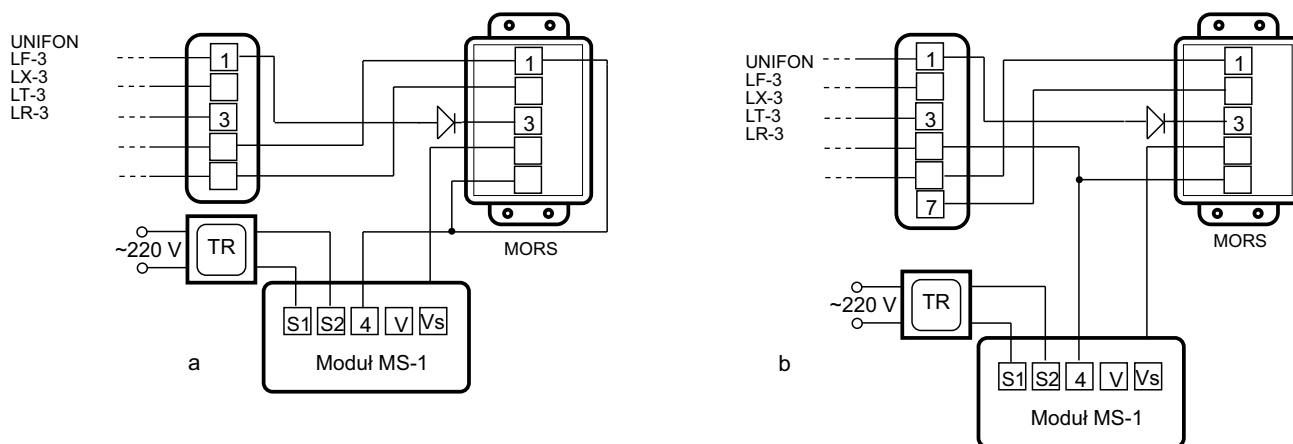 UNIFON
LF-3
LX-3
LT-3
LR-3
1
3
1
3
MORS
~220 V
TR
S1 S2 4 V Vs
Moduł MS-1
a
UNIFON
LF-3
LX-3
LT-3
LR-3
1
3
7
1
3
MORS
~220 V
TR
S1 S2 4 V Vs
Moduł MS-1
b